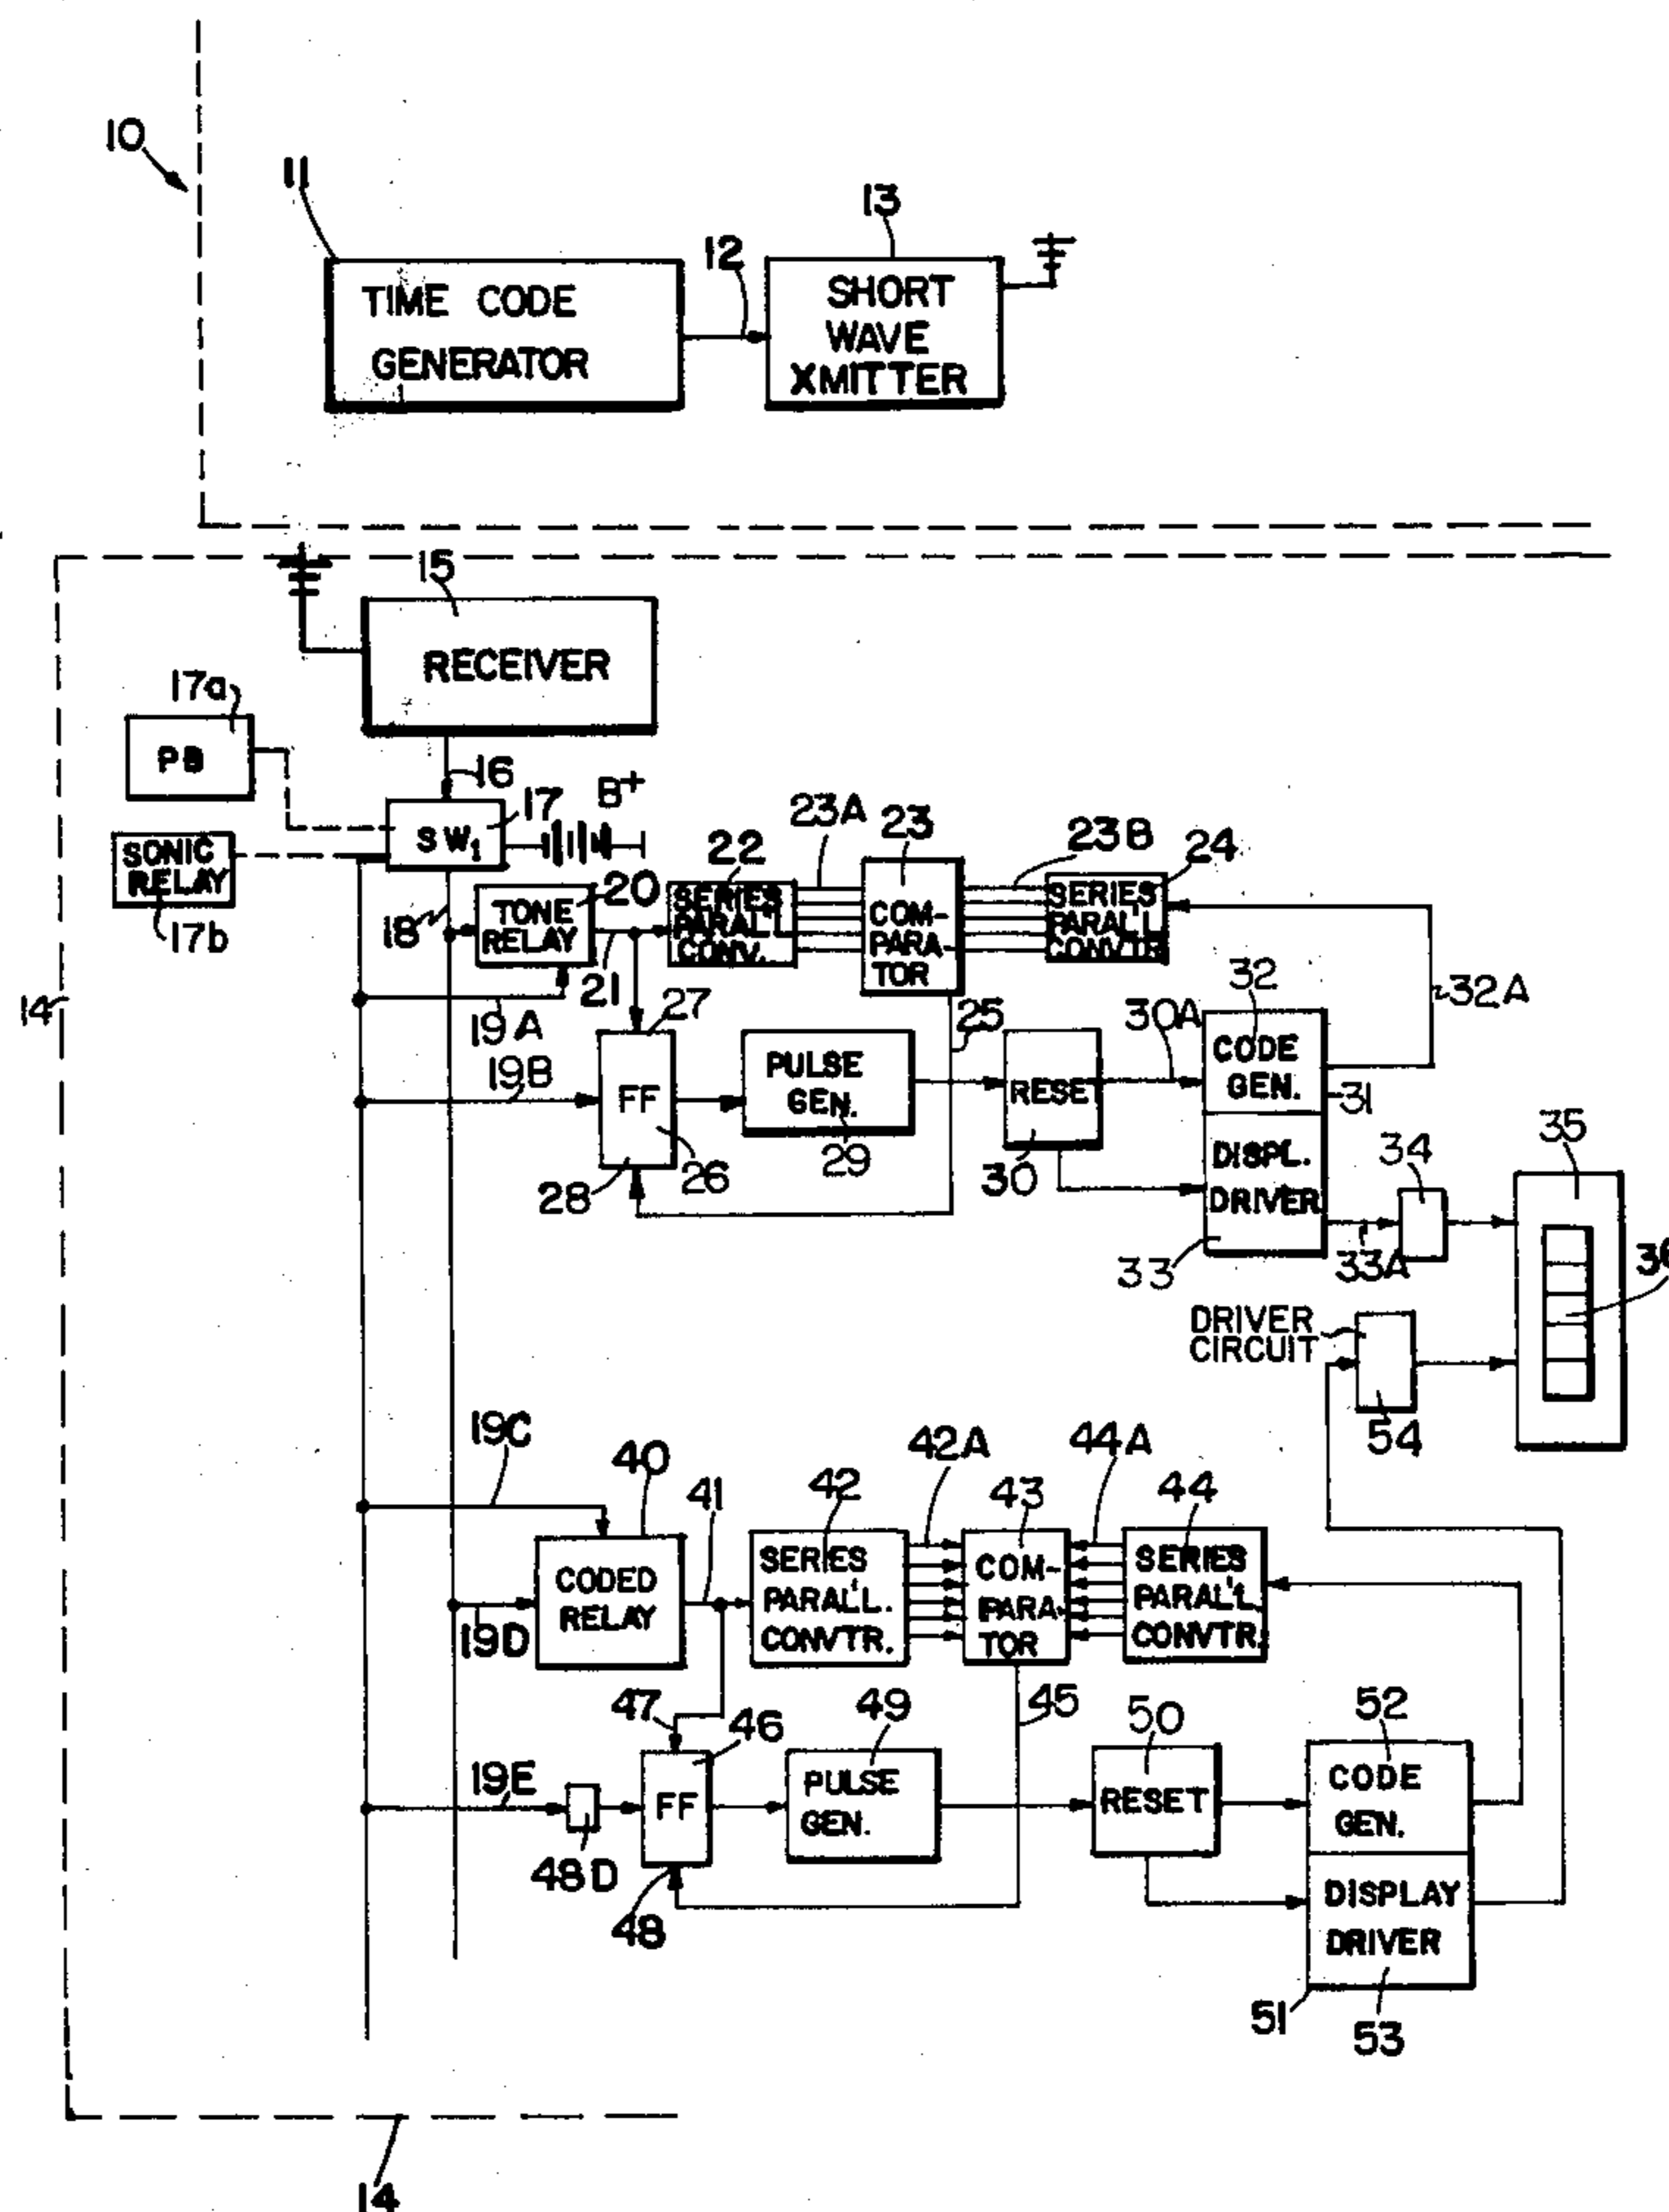 10
11
TIME CODE
GENERATOR
12
13
SHORT
WAVE
XMITTER
14
15
RECEIVER
16
17a
PB
SONIC
RELAY
17b
17
SW1
B+
18
19A
20
TONE
RELAY
21
22
SERIES
PARAL'L
CONV.
23A
23
COM-
PARA
TOR
23B
24
SERIES
PARAL'L
CONVTR
25
19B
27
FF
28
26
PULSE
GEN.
29
RESET
30
30A
32
CODE
GEN.
31
32A
DISPL.
DRIVER
33
33A
34
35
DRIVER
CIRCUIT
54
19C
40
CODED
RELAY
19D
41
42
SERIES
PARAL'L.
CONVTR.
42A
43
COM-
PARA-
TOR
44A
44
SERIES
PARAL'L.
CONVTR.
45
47
46
19E
48D
FF
48
49
PULSE
GEN.
50
RESET
52
CODE
GEN.
DISPLAY
DRIVER
51
53
14